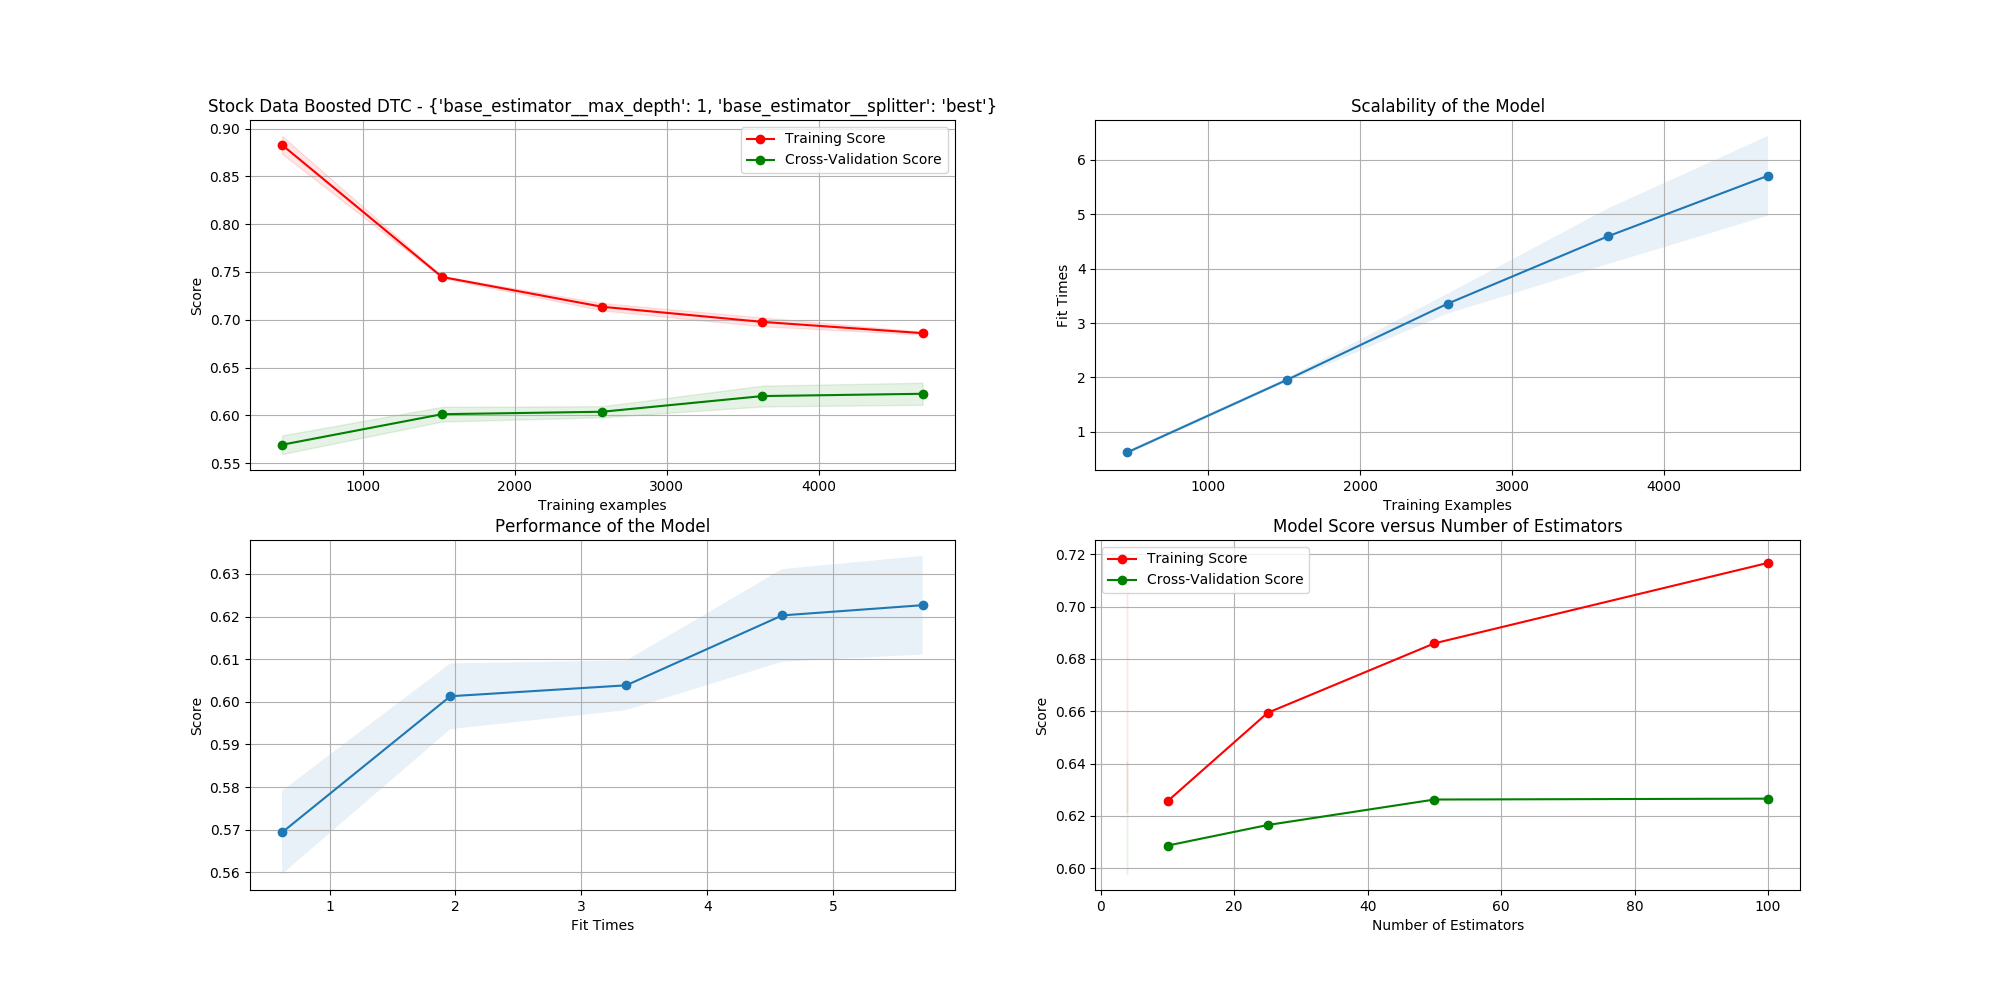 Stock Data Boosted DTC - {'base_estimator__max_depth': 1, 'base_estimator__splitter': 'best'}
0.90
0.85
0.80
0.75
0.70
0.65
0.60
0.55
Score
Training Score
Cross-Validation Score
1000 2000 3000 4000
Training examples
Scalability of the Model
6
5
4
3
2
1
Fit Times
1000 2000 3000 4000
Training Examples
Performance of the Model
0.63
0.62
0.61
0.60
0.59
0.58
0.57
0.56
Score
1 2 3 4 5
Fit Times
Model Score versus Number of Estimators
0.72
0.70
0.68
0.66
0.64
0.62
0.60
Score
Training Score
Cross-Validation Score
0 20 40 60 80 100
Number of Estimators